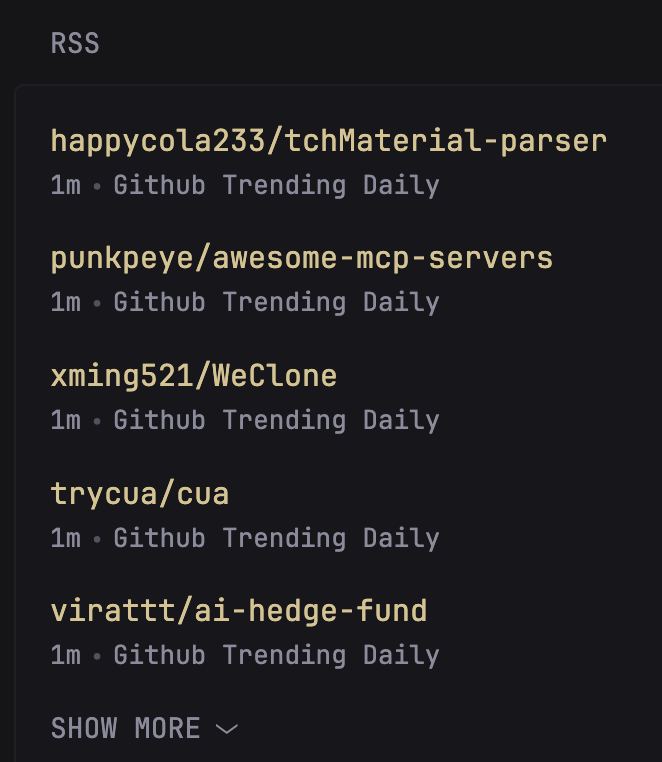 RSS
happycola233/tchMaterial-parser
1m • Github Trending Daily
punkpeye/awesome-mcp-servers
1m • Github Trending Daily
xming521/WeClone
1m • Github Trending Daily
trycua/cua
1m • Github Trending Daily
virattt/ai-hedge-fund
1m • Github Trending Daily
SHOW MORE